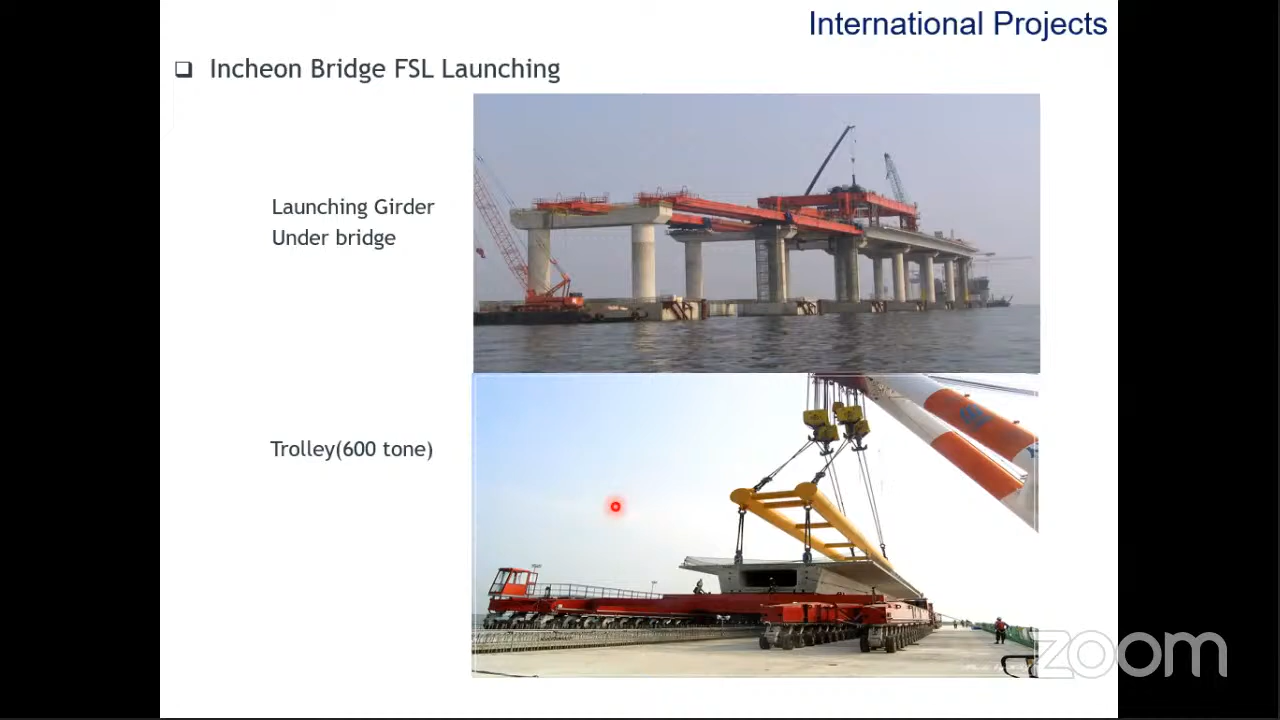 International Projects
Incheon Bridge FSL Launching
Launching Girder
Under bridge
Trolley(600 tone)
zoom